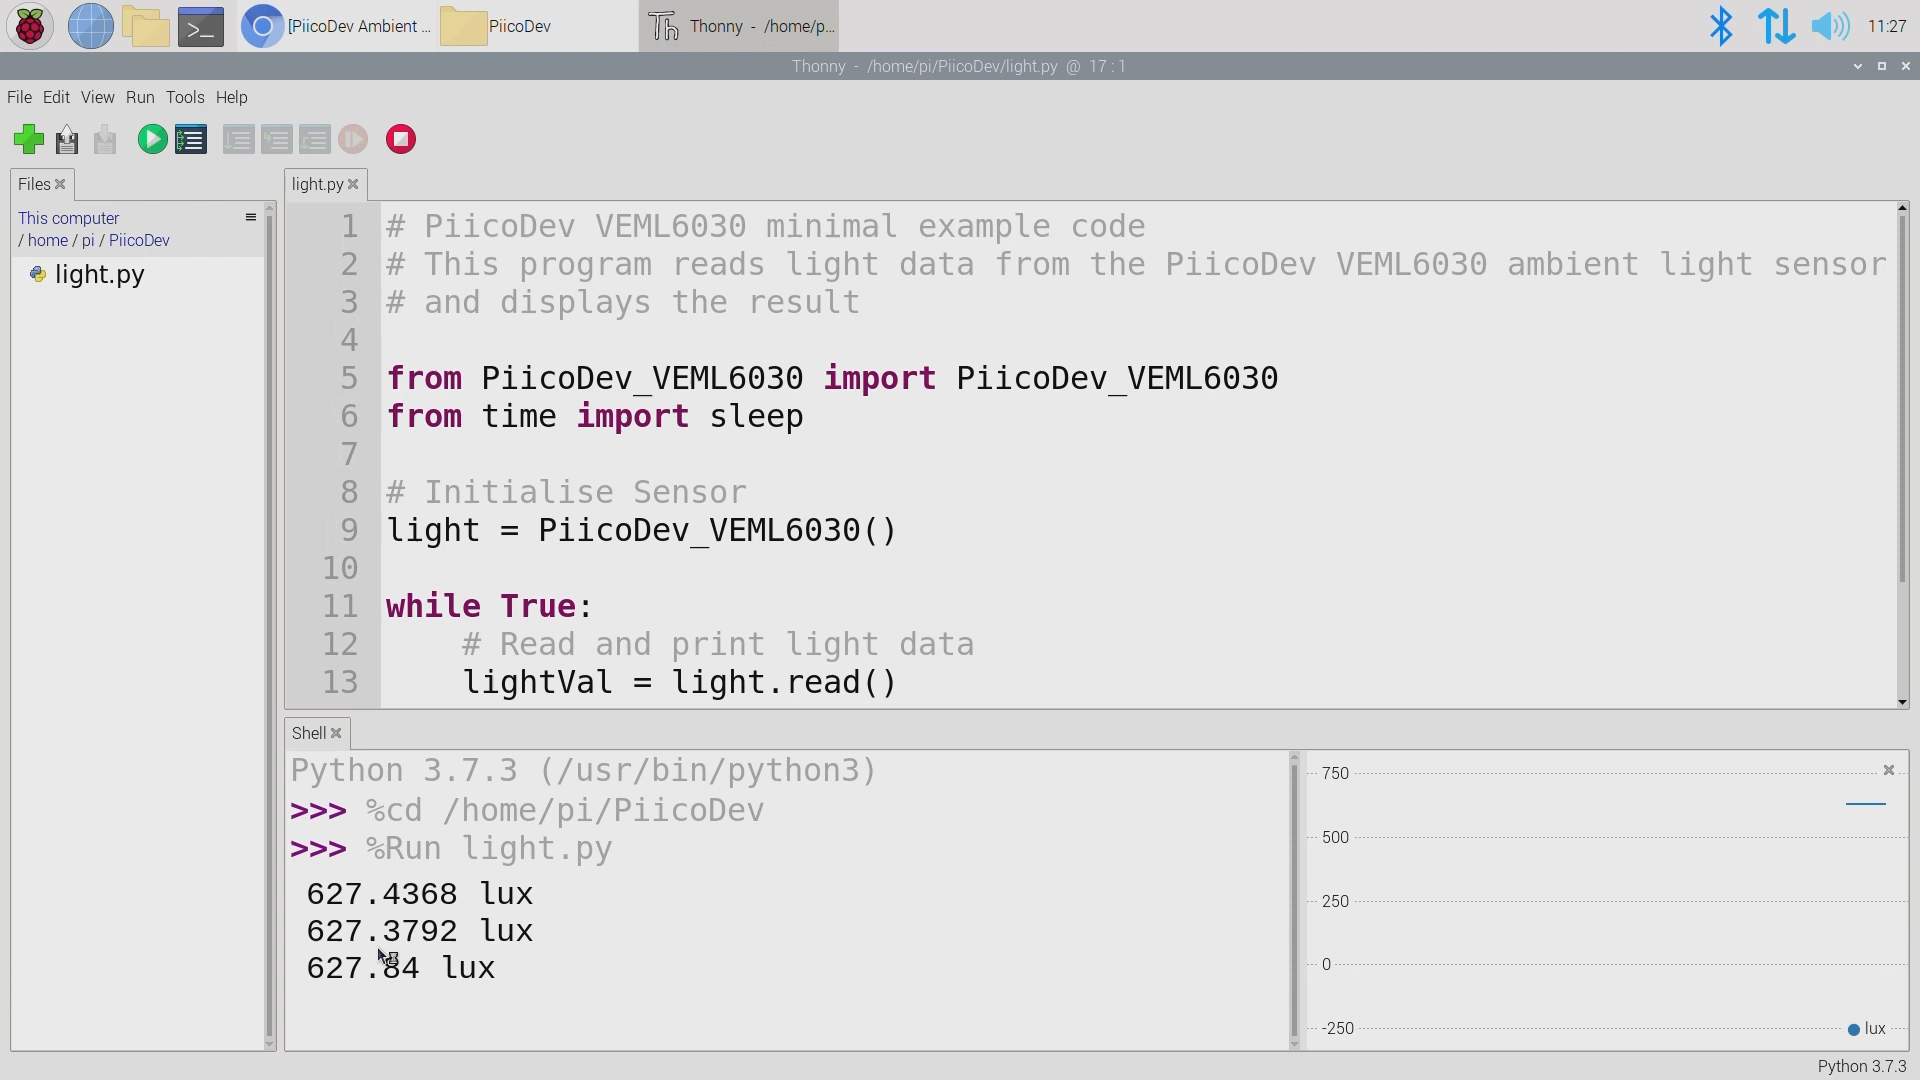 [PiicoDev Ambient ...
PiicoDev
Thonny - /home/p...
11:27
Thonny - /home/pi/PiicoDev/light.py @ 17 : 1
File Edit View Run Tools Help
Files
light.py
This computer
/ home / pi / PiicoDev
light.py
1 # PiicoDev VEML6030 minimal example code
2 # This program reads light data from the PiicoDev VEML6030 ambient light sensor
3 # and displays the result
4
5 from PiicoDev_VEML6030 import PiicoDev_VEML6030
6 from time import sleep
7
8 # Initialise Sensor
9 light = PiicoDev_VEML6030()
10
11 while True:
12 # Read and print light data
13 lightVal = light.read()
Shell
Python 3.7.3 (/usr/bin/python3)
>>> %cd /home/pi/PiicoDev
>>> %Run light.py
627.4368 lux
627.3792 lux
627.84 lux
750
500
250
0
-250
lux
Python 3.7.3